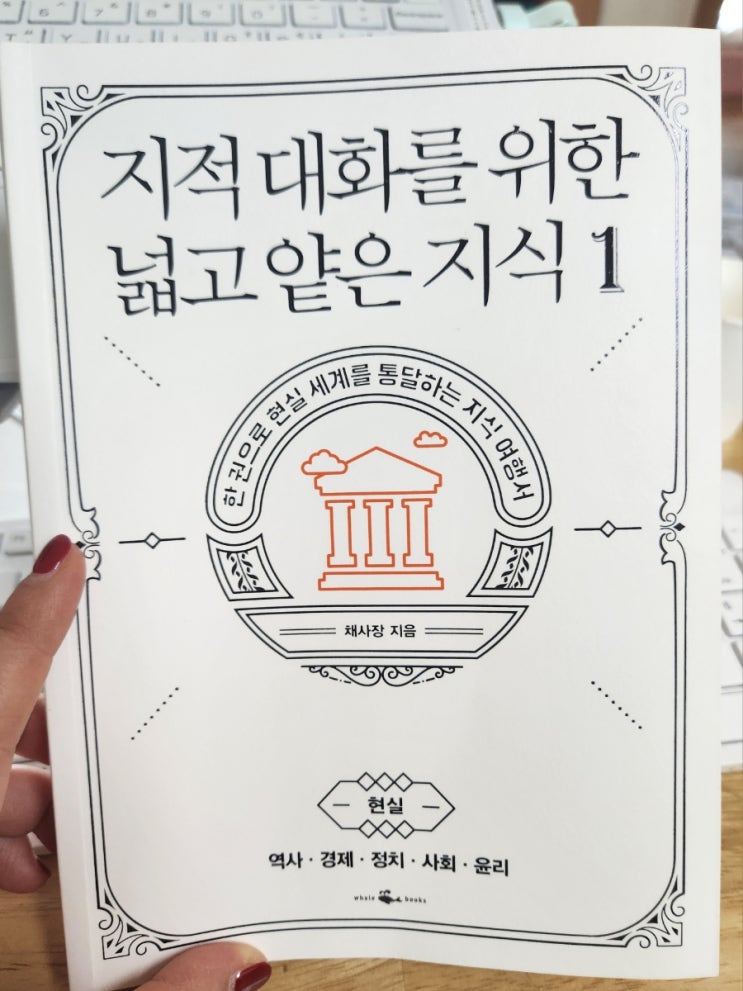 지적 대화를 위한
넓고 얕은 지식 1
한 권으로 현실 세계를 통달하는 지식 여행서
채사장 지음
현실
역사 · 경제 · 정치 · 사회 · 윤리
whale books